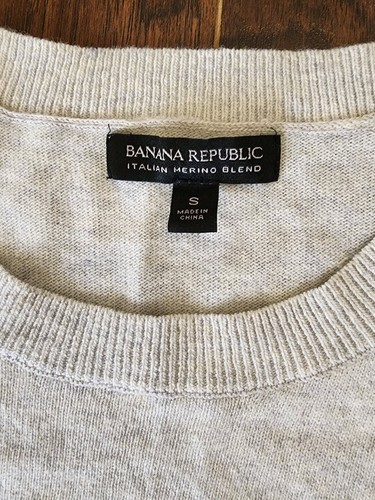 BANANA REPUBLIC
ITALIAN MERINO BLEND
S
MADE IN
CHINA